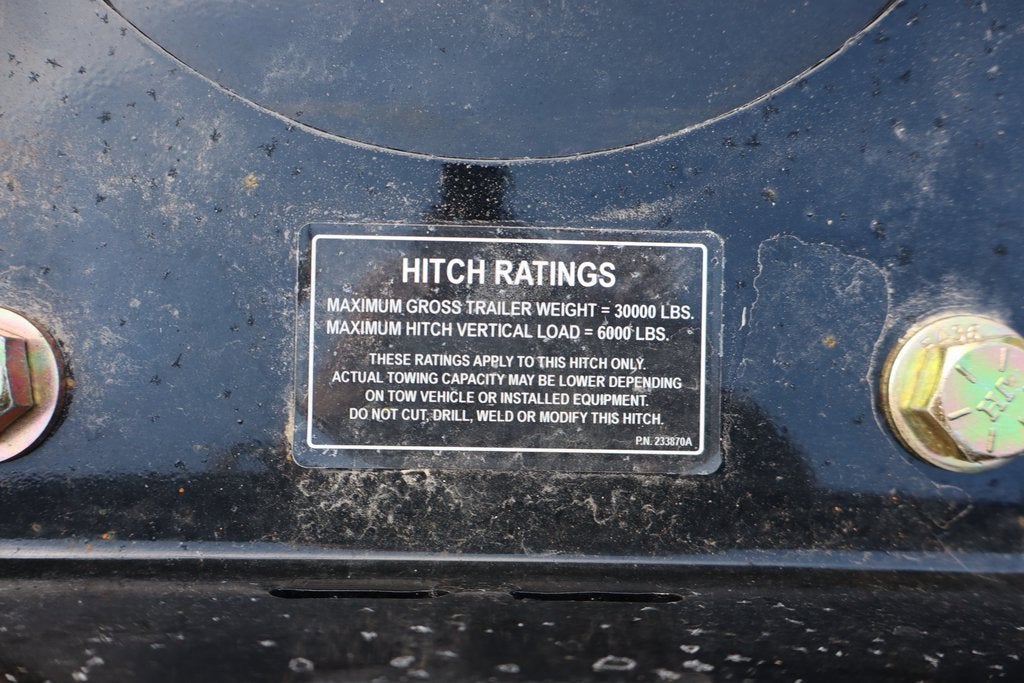 HITCH RATINGS
MAXIMUM GROSS TRAILER WEIGHT = 30000 LBS.
MAXIMUM HITCH VERTICAL LOAD = 6000 LBS.
THESE RATINGS APPLY TO THIS HITCH ONLY.
ACTUAL TOWING CAPACITY MAY BE LOWER DEPENDING
ON TOW VEHICLE OR INSTALLED EQUIPMENT.
DO NOT CUT, DRILL, WELD OR MODIFY THIS HITCH.
P.N. 233870A